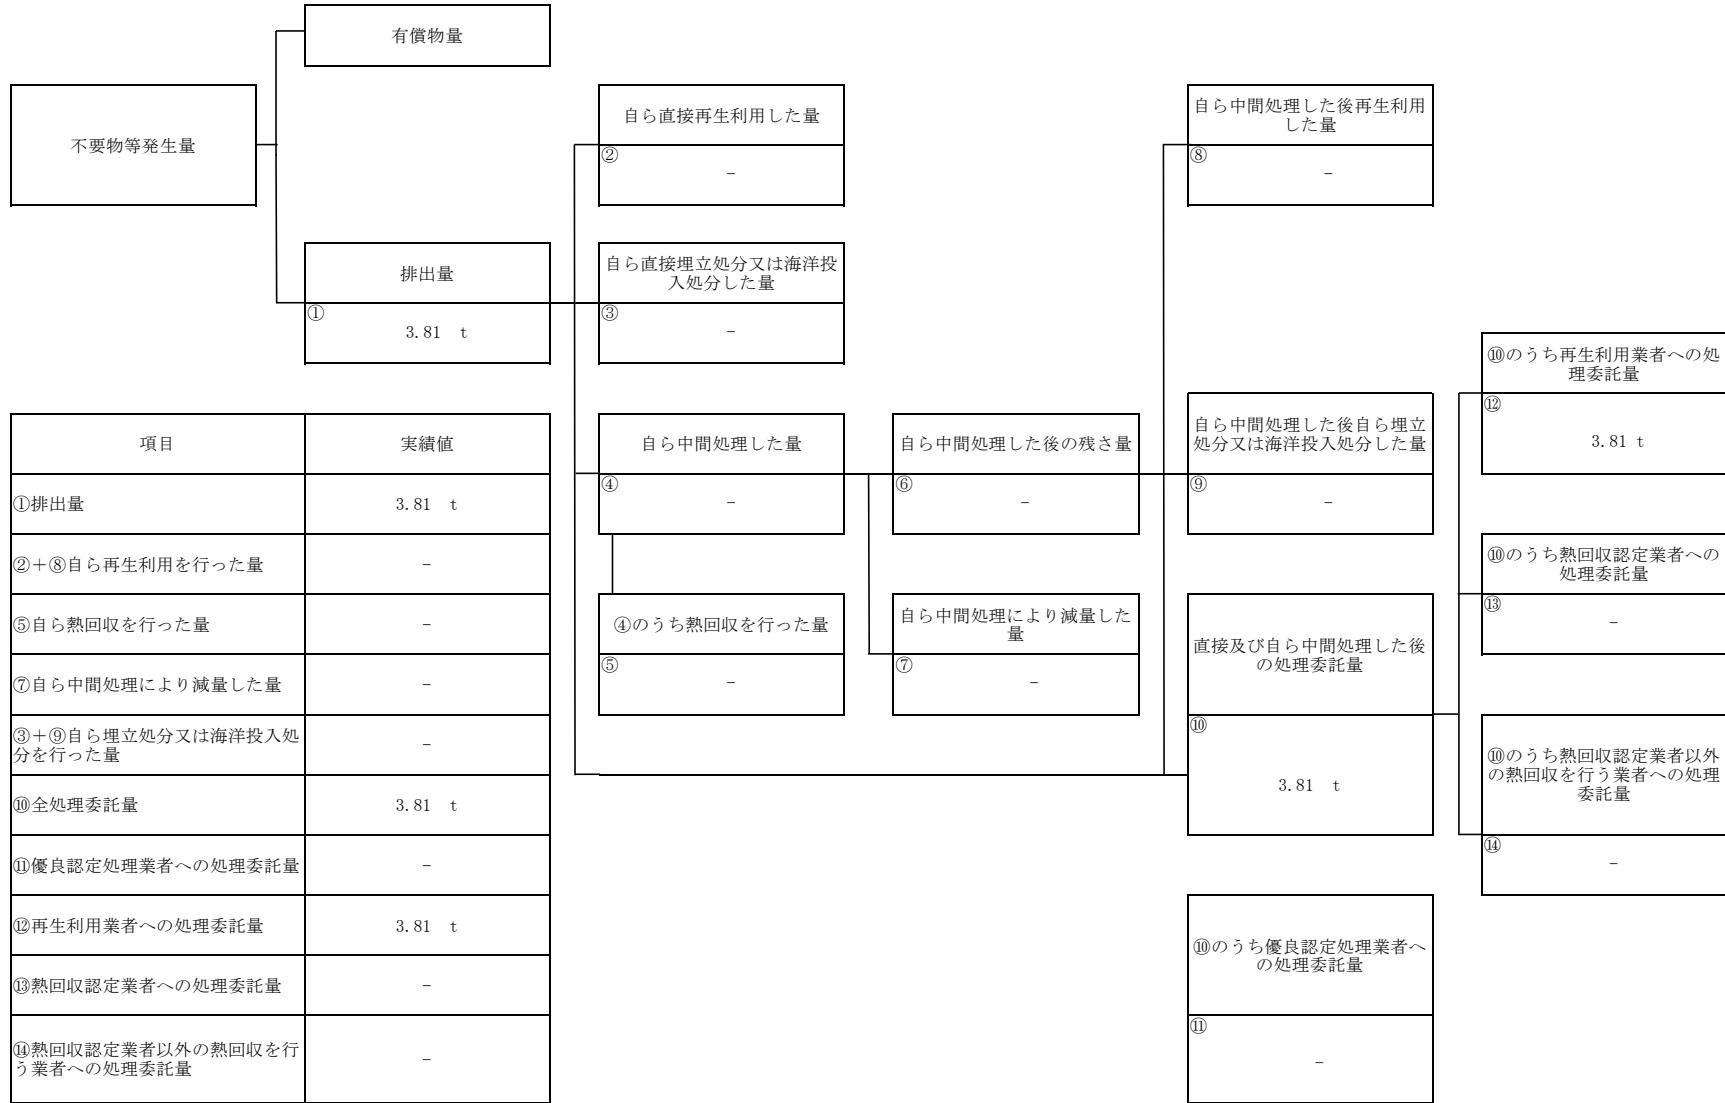 有償物量
不要物等発生量
自ら直接再生利用した量
②
-
自ら中間処理した後再生利用
した量
⑧
-
排出量
①
3.81 t
自ら直接埋立処分又は海洋投
入処分した量
③
-
⑩のうち再生利用業者への処
理委託量
⑫
3.81 t
自ら中間処理した量
④
-
自ら中間処理した後の残さ量
⑥
-
自ら中間処理した後自ら埋立
処分又は海洋投入処分した量
⑨
-
⑩のうち熱回収認定業者への
処理委託量
⑬
-
④のうち熱回収を行った量
⑤
-
自ら中間処理により減量した
量
⑦
-
直接及び自ら中間処理した後
の処理委託量
⑩
3.81 t
⑩のうち熱回収認定業者以外
の熱回収を行う業者への処理
委託量
⑭
-
⑩のうち優良認定処理業者へ
の処理委託量
⑪
-
項目 実績値
①排出量 3.81 t
②+⑧自ら再生利用を行った量 -
⑤自ら熱回収を行った量 -
⑦自ら中間処理により減量した量 -
③+⑨自ら埋立処分又は海洋投入処
分を行った量 -
⑩全処理委託量 3.81 t
⑪優良認定処理業者への処理委託量 -
⑫再生利用業者への処理委託量 3.81 t
⑬熱回収認定業者への処理委託量 -
⑭熱回収認定業者以外の熱回収を行
う業者への処理委託量 -